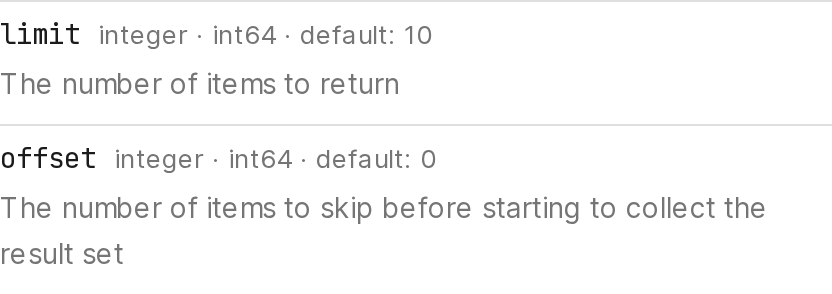 limit integer · int64 · default: 10
The number of items to return
offset integer · int64 · default: 0
The number of items to skip before starting to collect the
result set